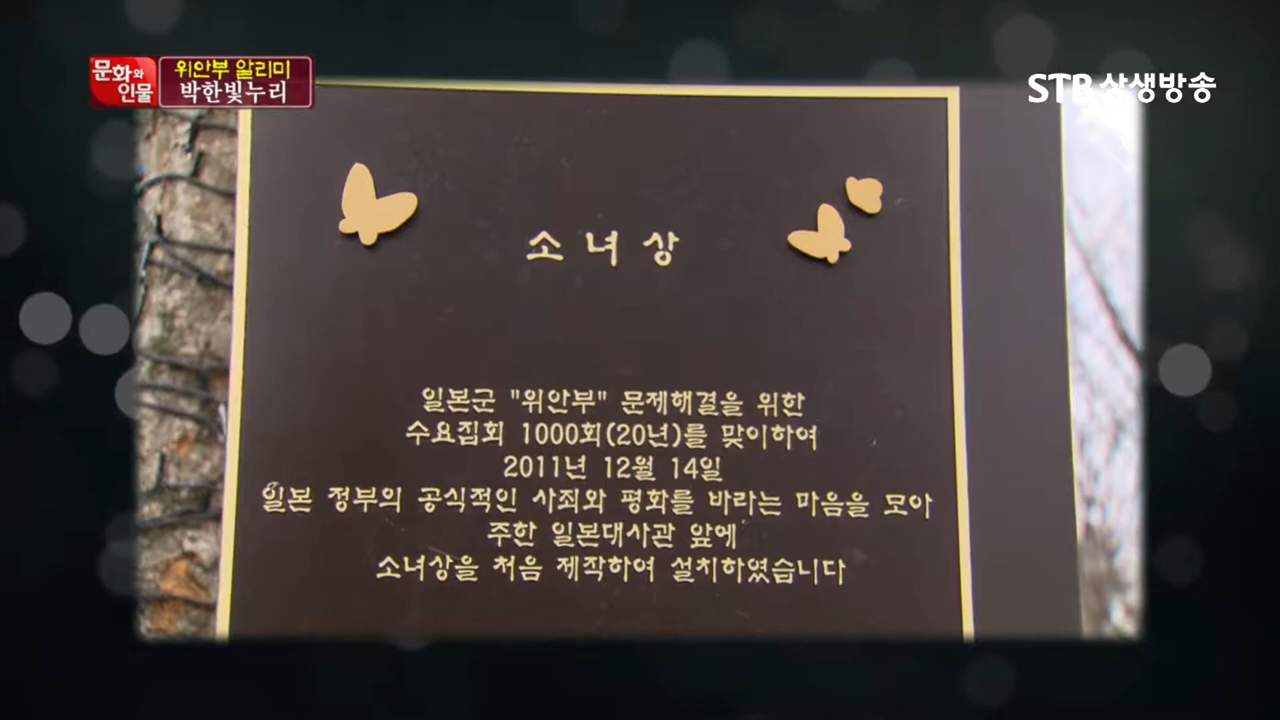 문화와
인물
위안부 알리미
박한빛누리
STB 상생방송
소녀상
일본군 "위안부" 문제해결을 위한
수요집회 1000회(20년)를 맞이하여
2011년 12월 14일
일본 정부의 공식적인 사죄와 평화를 바라는 마음을 모아
주한 일본대사관 앞에
소녀상을 처음 제작하여 설치하였습니다